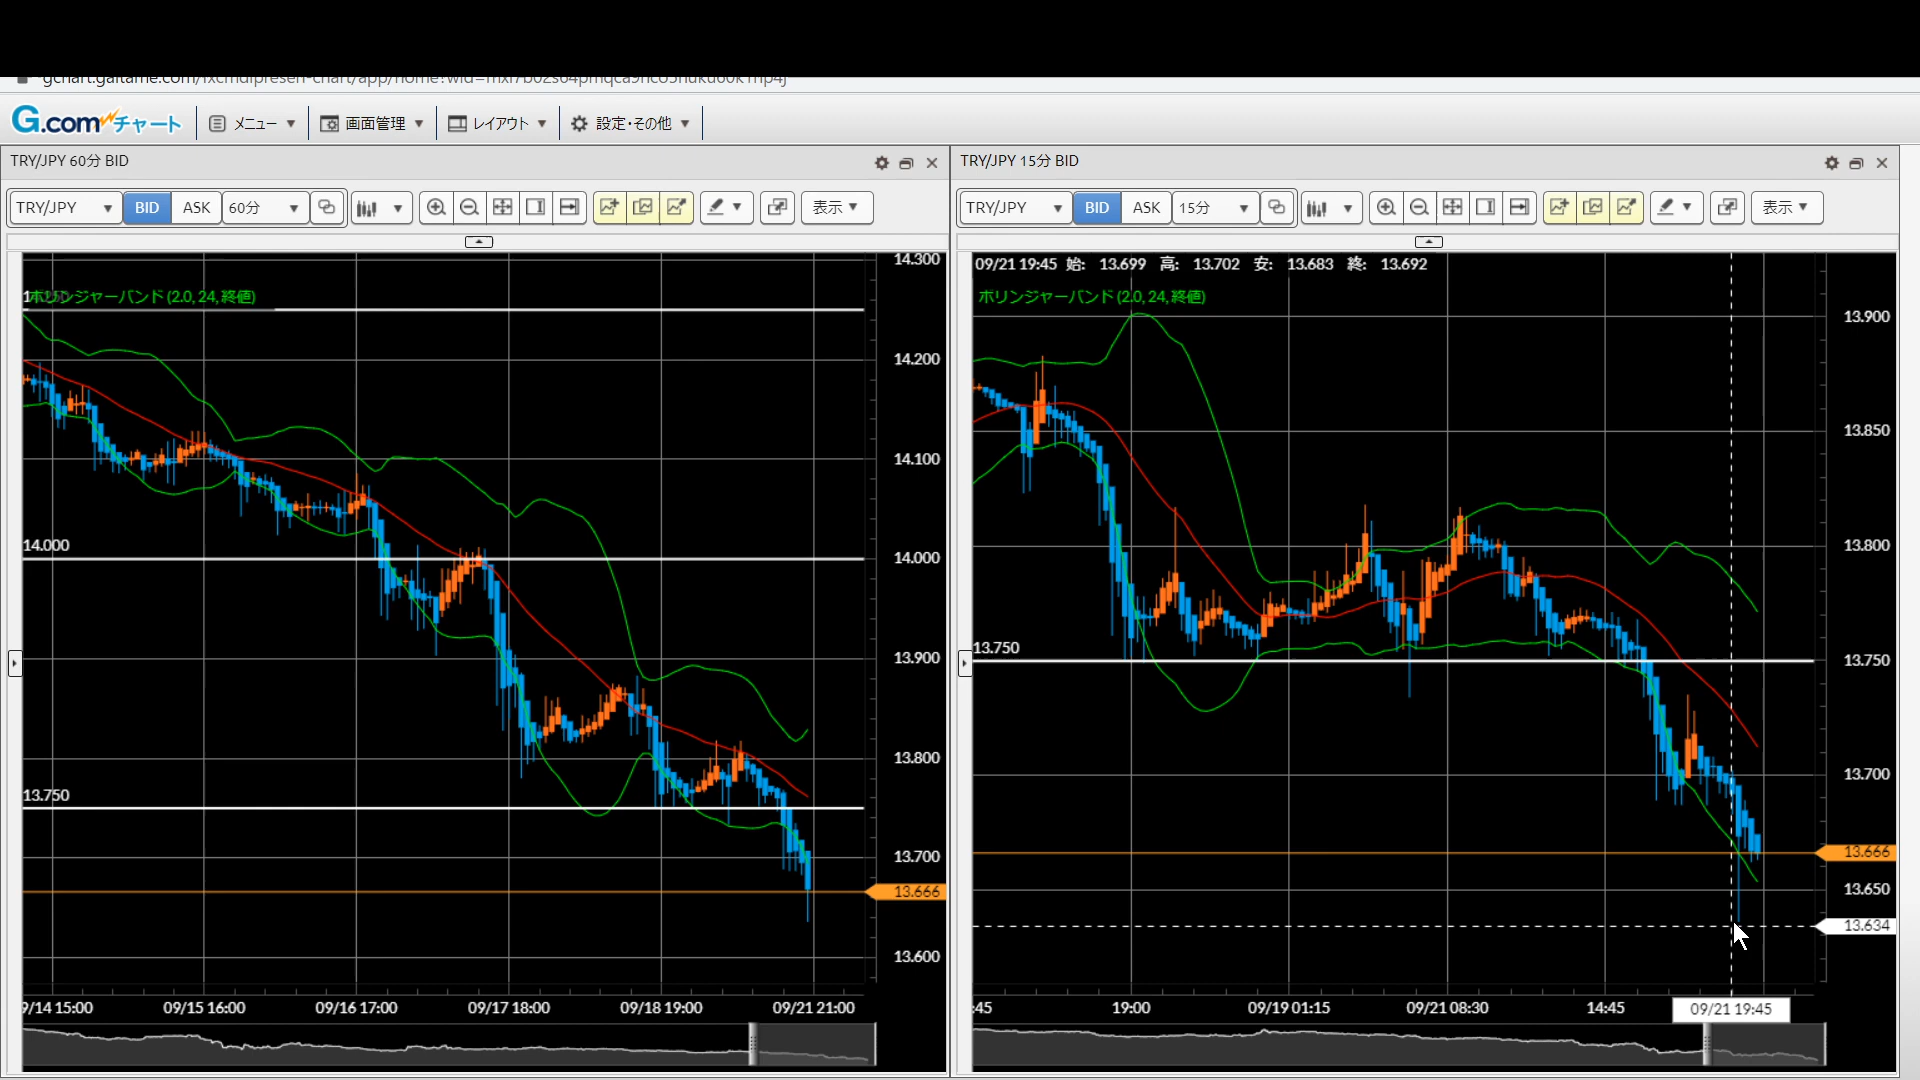 G.comチャート メニュー 画面管理 レイアウト 設定・その他
TRY/JPY 60分 BID
TRY/JPY BID ASK 60分 表示
ボリンジャーバンド (2.0, 24, 終値)
14.000
13.750
14.300
14.200
14.100
14.000
13.900
13.800
13.700
13.666
13.600
9/14 15:00 09/15 16:00 09/16 17:00 09/17 18:00 09/18 19:00 09/21 21:00
TRY/JPY 15分 BID
TRY/JPY BID ASK 15分 表示
09/21 19:45 始: 13.699 高: 13.702 安: 13.683 終: 13.692
ボリンジャーバンド (2.0, 24, 終値)
13.750
13.900
13.850
13.800
13.750
13.700
13.666
13.650
13.634
:45 19:00 09/19 01:15 09/21 08:30 14:45 09/21 19:45